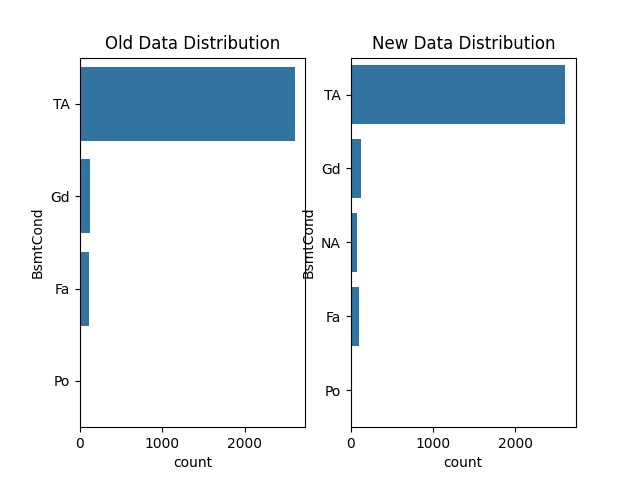 Old Data Distribution
BsmtCond
TA
Gd
Fa
Po
0 1000 2000
count
New Data Distribution
BsmtCond
TA
Gd
NA
Fa
Po
0 1000 2000
count